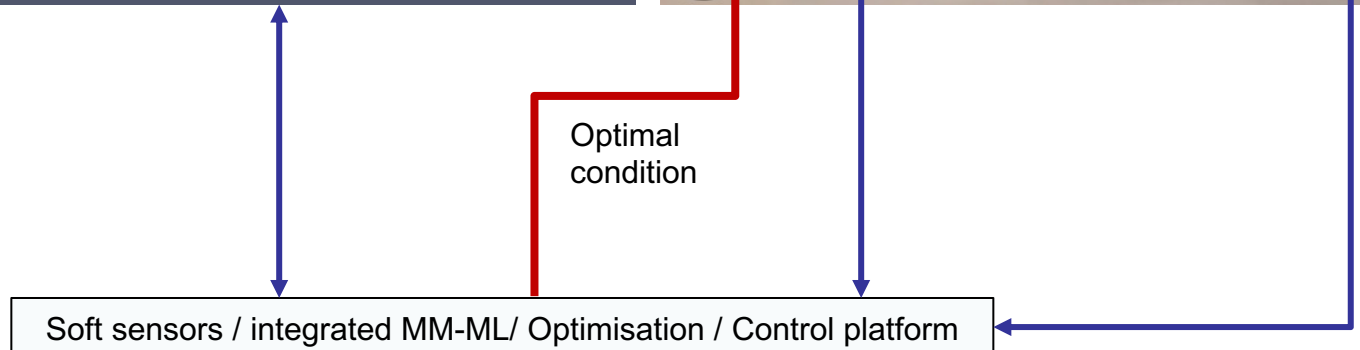 Optimal
condition
Soft sensors / integrated MM-ML/ Optimisation / Control platform